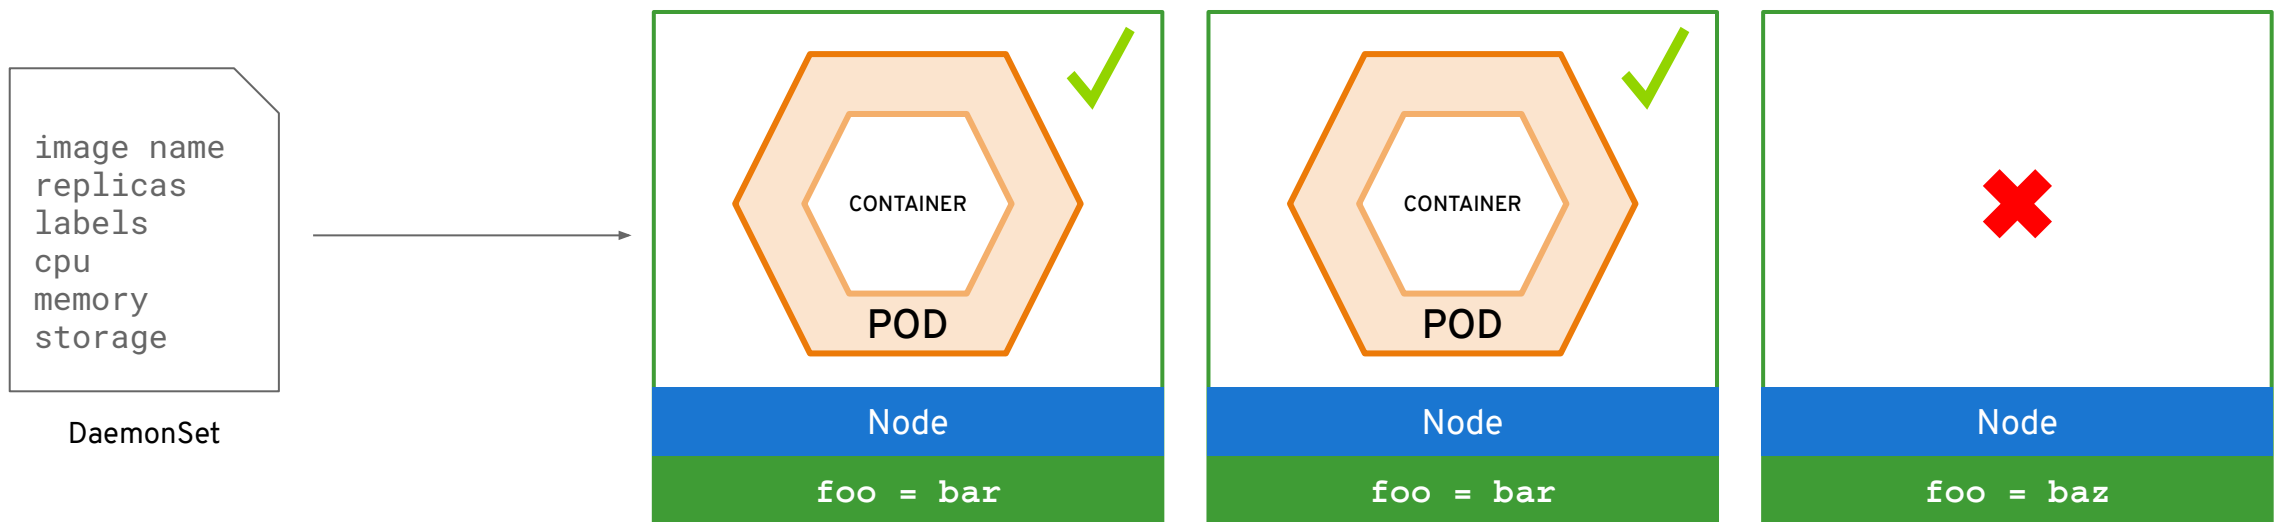 image name
replicas
labels
cpu
memory
storage
DaemonSet
CONTAINER
POD
Node
foo = bar
CONTAINER
POD
Node
foo = bar
Node
foo = baz